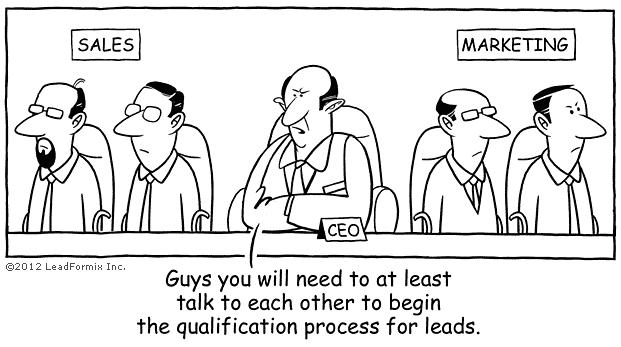 SALES
MARKETING
CEO
©2012 LeadFormix Inc.
Guys you will need to at least
talk to each other to begin
the qualification process for leads.